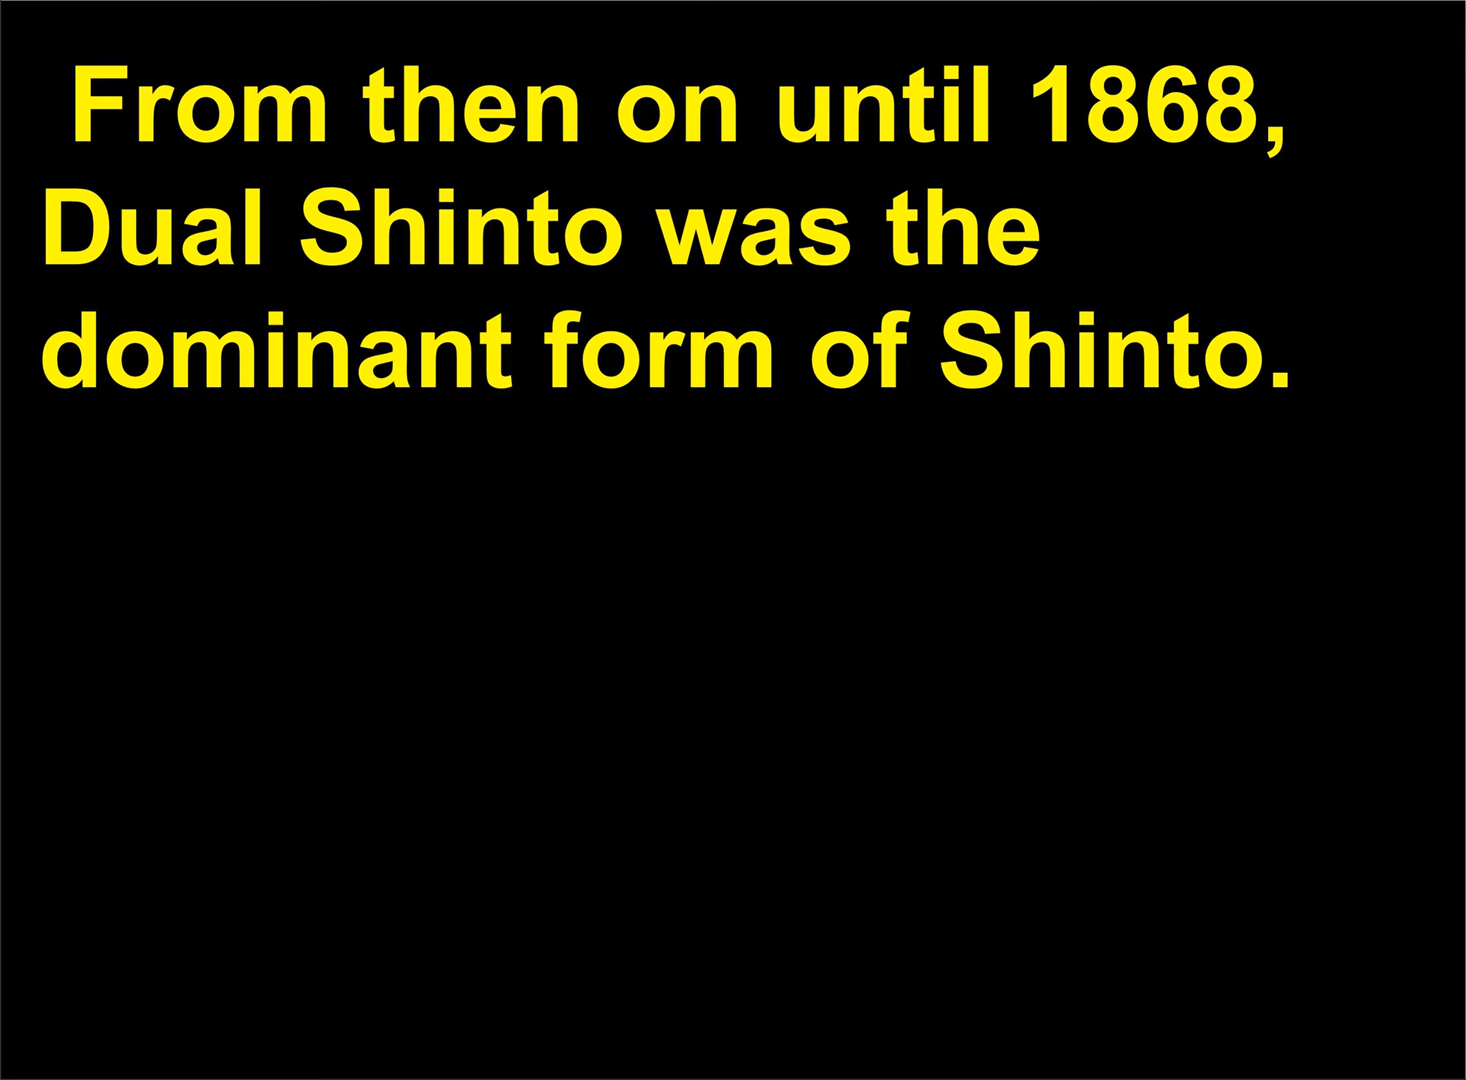 From then on until 1868,
Dual Shinto was the
dominant form of Shinto.